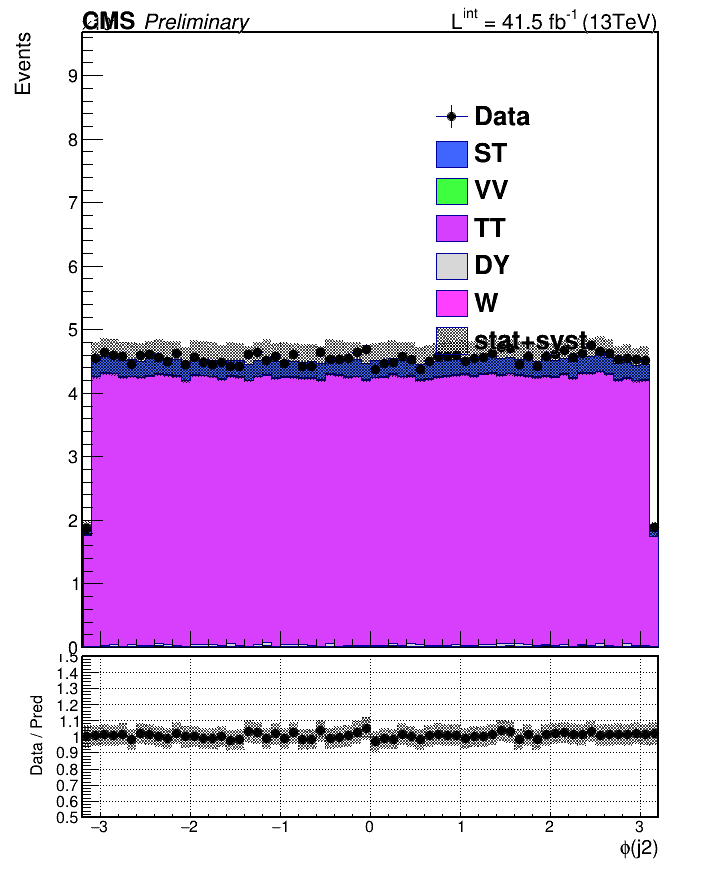 CMS Preliminary
L^int = 41.5 fb^-1 (13TeV)
Events
9
8
7
6
5
4
3
2
1
0
Data
ST
VV
TT
DY
W
stat+syst
Data / Pred
1.5
1.4
1.3
1.2
1.1
1
0.9
0.8
0.7
0.6
0.5
−3 −2 −1 0 1 2 3
ϕ(j2)